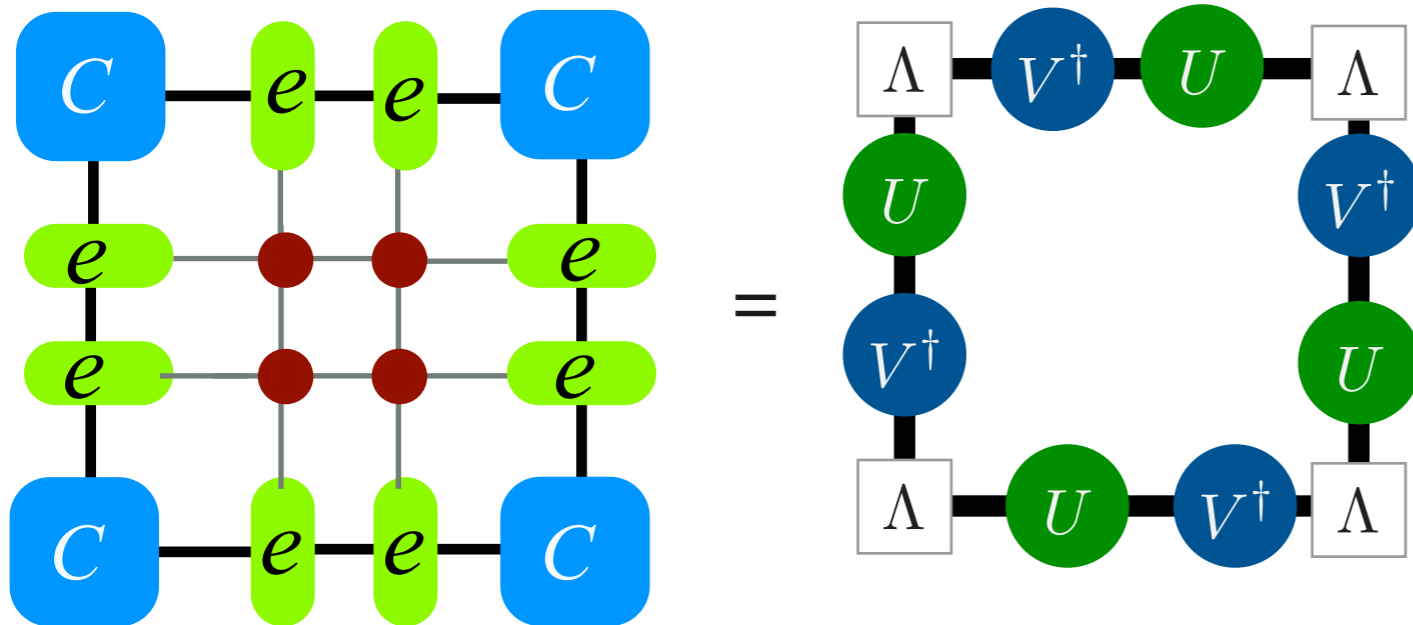 C e e C
e e
e e
C e e C
=
Λ V† U Λ
U V†
V† U
Λ U V† Λ